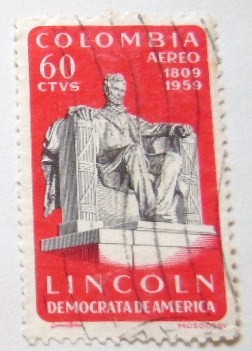 COLOMBIA
60 AEREO
CTVS 1809
1959
LINCOLN
DEMOCRATA DE AMERICA